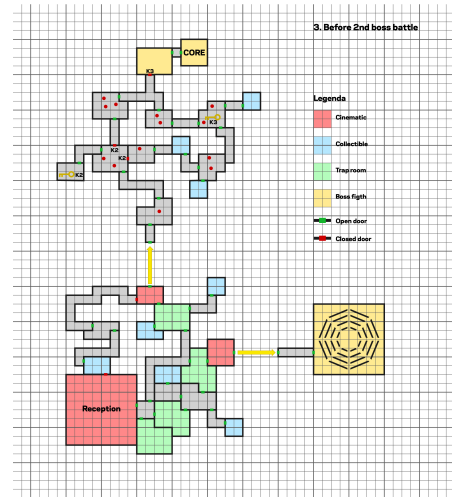 3. Before 2nd boss battle
CORE
K3
Legenda
Cinematic
K3
Collectible
K2
K2
K2
Trap room
Boss figth
Open door
Closed door
Reception